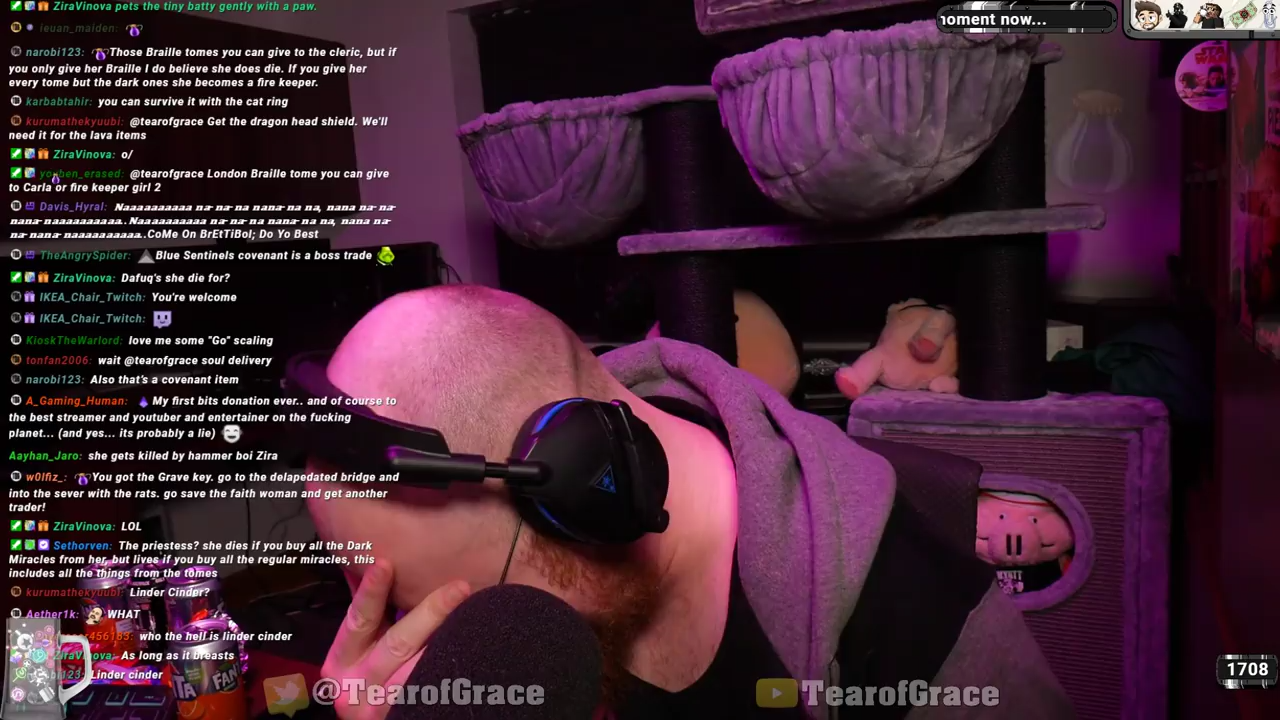 ZiraVinova pets the tiny batty gently with a paw.
ieuan_maiden:
narobi123: Those Braille tomes you can give to the cleric, but if
you only give her Braille I do believe she does die. If you give her
every tome but the dark ones she becomes a fire keeper.
karbabtahir: you can survive it with the cat ring
kurumathekyuubi: @tearofgrace Get the dragon head shield. We'll
need it for the lava items
ZiraVinova: o/
@tearofgrace London Braille tome you can give
to Carla or fire keeper girl 2
Davis_Hyral: Naaaaaaaaaa na-na-na nana-na na, nana na-na-
nana-naaaaaaaaaa..Naaaaaaaaaa na-na-na nana-na na, nana na-
na-nana-naaaaaaaaaa..CoMe On BrEtTiBoI; Do Yo Best
TheAngrySpider: Blue Sentinels covenant is a boss trade
ZiraVinova: Dafuq's she die for?
IKEA_Chair_Twitch: You're welcome
IKEA_Chair_Twitch:
KioskTheWarlord: love me some "Go" scaling
tonfan2006: wait @tearofgrace soul delivery
narobi123: Also that's a covenant item
A_Gaming_Human: My first bits donation ever.. and of course to
the best streamer and youtuber and entertainer on the fucking
planet... (and yes... its probably a lie)
Aayhan_Jaro: she gets killed by hammer boi Zira
w0lfiz_: You got the Grave key. go to the delapedated bridge and
into the sever with the rats. go save the faith woman and get another
trader!
ZiraVinova: LOL
Sethorven: The priestess? she dies if you buy all the Dark
Miracles from her, but lives if you buy all the regular miracles, this
includes all the things from the tomes
kurumathekyuubi: Linder Cinder?
Aether1k: WHAT
who the hell is linder cinder
ZiraVinova: As long as it breasts
Linder cinder
@TearofGrace
TearofGrace
moment now...
STAR
WARS
FAN
1708